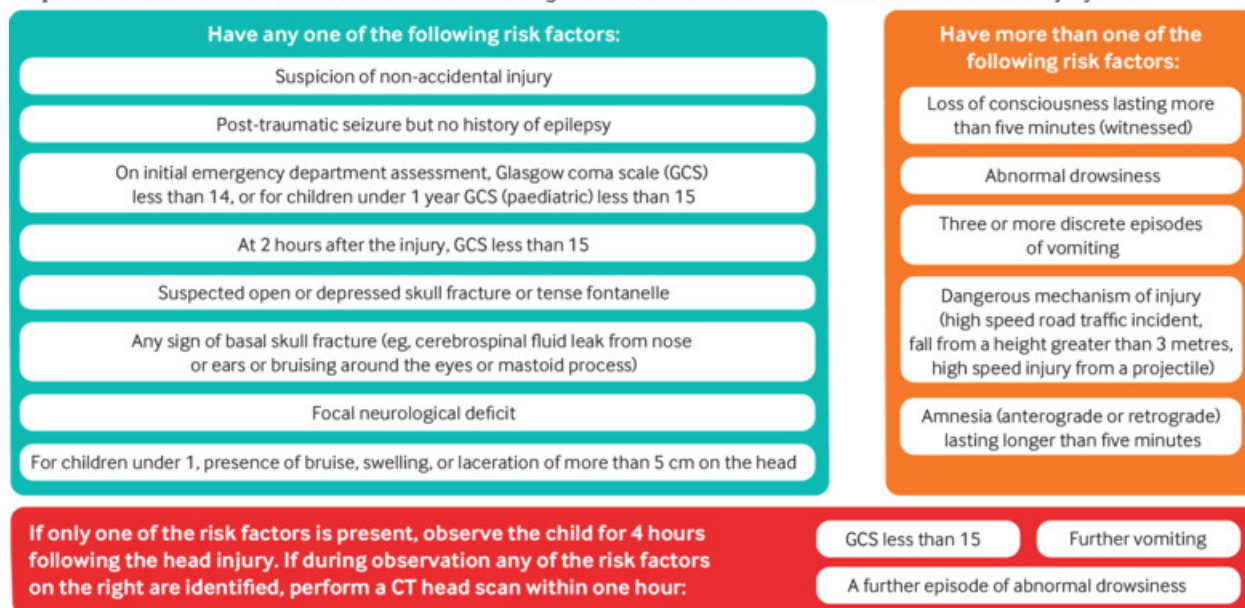 Have any one of the following risk factors:
Suspicion of non-accidental injury
Post-traumatic seizure but no history of epilepsy
On initial emergency department assessment, Glasgow coma scale (GCS)
less than 14, or for children under 1 year GCS (paediatric) less than 15
At 2 hours after the injury, GCS less than 15
Suspected open or depressed skull fracture or tense fontanelle
Any sign of basal skull fracture (eg, cerebrospinal fluid leak from nose
or ears or bruising around the eyes or mastoid process)
Focal neurological deficit
For children under 1, presence of bruise, swelling, or laceration of more than 5 cm on the head
Have more than one of the
following risk factors:
Loss of consciousness lasting more
than five minutes (witnessed)
Abnormal drowsiness
Three or more discrete episodes
of vomiting
Dangerous mechanism of injury
(high speed road traffic incident,
fall from a height greater than 3 metres,
high speed injury from a projectile)
Amnesia (anterograde or retrograde)
lasting longer than five minutes
If only one of the risk factors is present, observe the child for 4 hours
following the head injury. If during observation any of the risk factors
on the right are identified, perform a CT head scan within one hour:
GCS less than 15
Further vomiting
A further episode of abnormal drowsiness